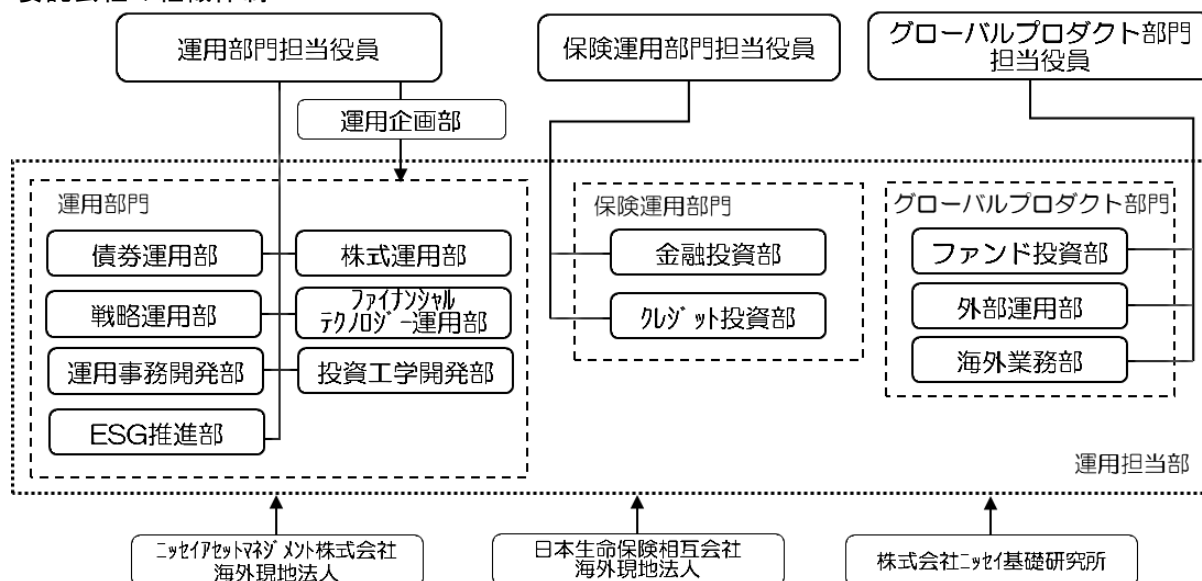 運用部門担当役員
保険運用部門担当役員
グローバルプロダクト部門
担当役員
運用企画部
運用部門
債券運用部
株式運用部
戦略運用部
ファイナンシャル
テクノロジー運用部
運用事務開発部
投資工学開発部
ESG推進部
保険運用部門
金融投資部
クレジット投資部
グローバルプロダクト部門
ファンド投資部
外部運用部
海外業務部
運用担当部
ニッセイアセットマネジメント株式会社
海外現地法人
日本生命保険相互会社
海外現地法人
株式会社ニッセイ基礎研究所